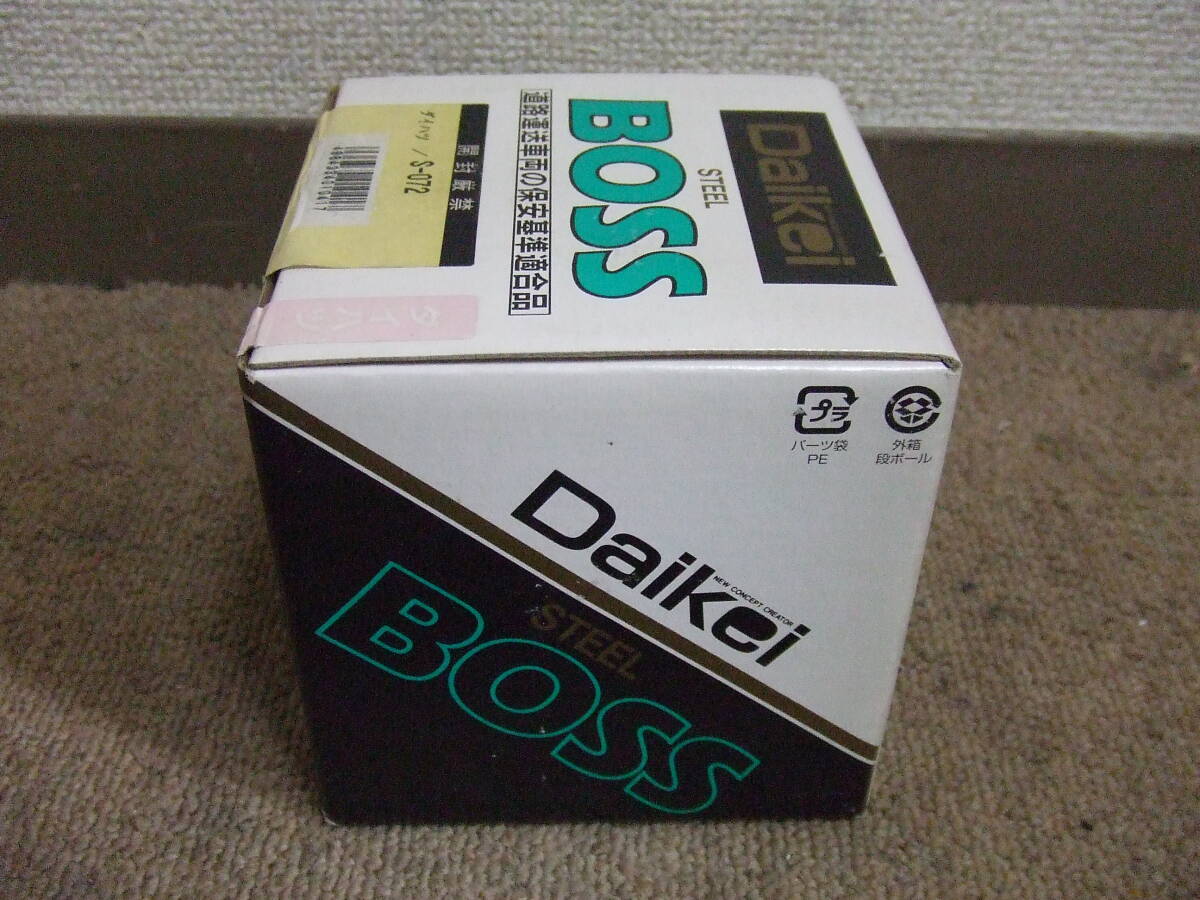 Daikei
STEEL
BOSS
道路運送車両の保安基準適合品
開封厳禁
ダイハツ / S-072
ダイハツ
プラ
パーツ袋
PE
外箱
段ボール
Daikei
NEW CONCEPT CREATOR
STEEL
BOSS